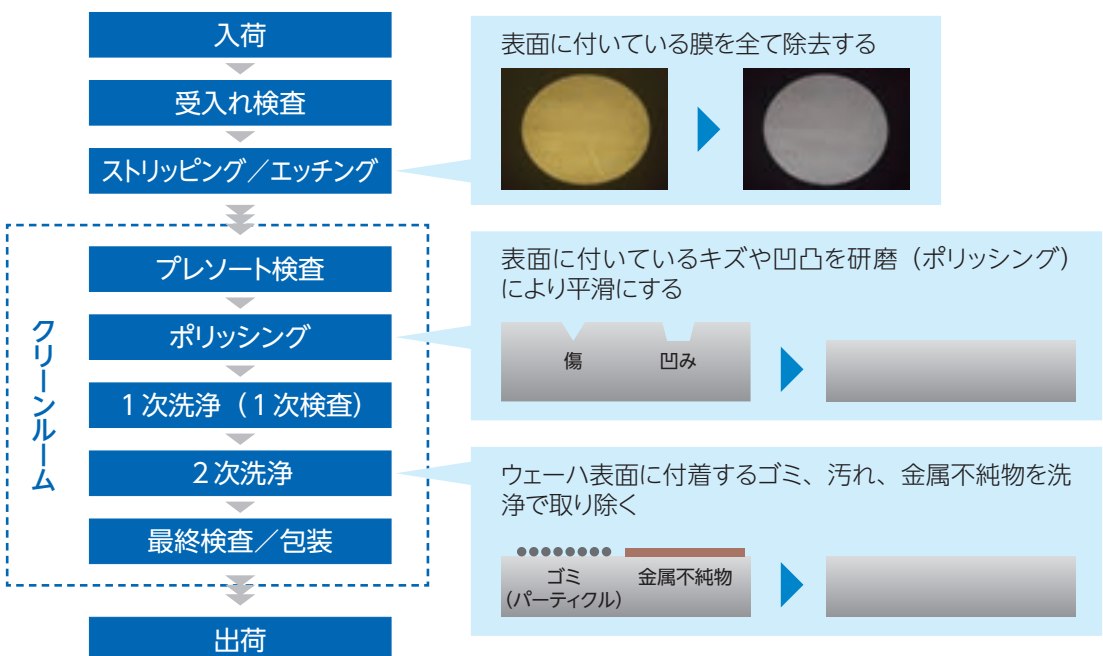 入荷
受入れ検査
ストリッピング／エッチング
表面に付いている膜を全て除去する
クリーンルーム
プレソート検査
ポリッシング
1次洗浄（1次検査）
2次洗浄
最終検査／包装
出荷
表面に付いているキズや凹凸を研磨（ポリッシング）
により平滑にする
傷
凹み
ウェーハ表面に付着するゴミ、汚れ、金属不純物を洗
浄で取り除く
ゴミ
(パーティクル)
金属不純物